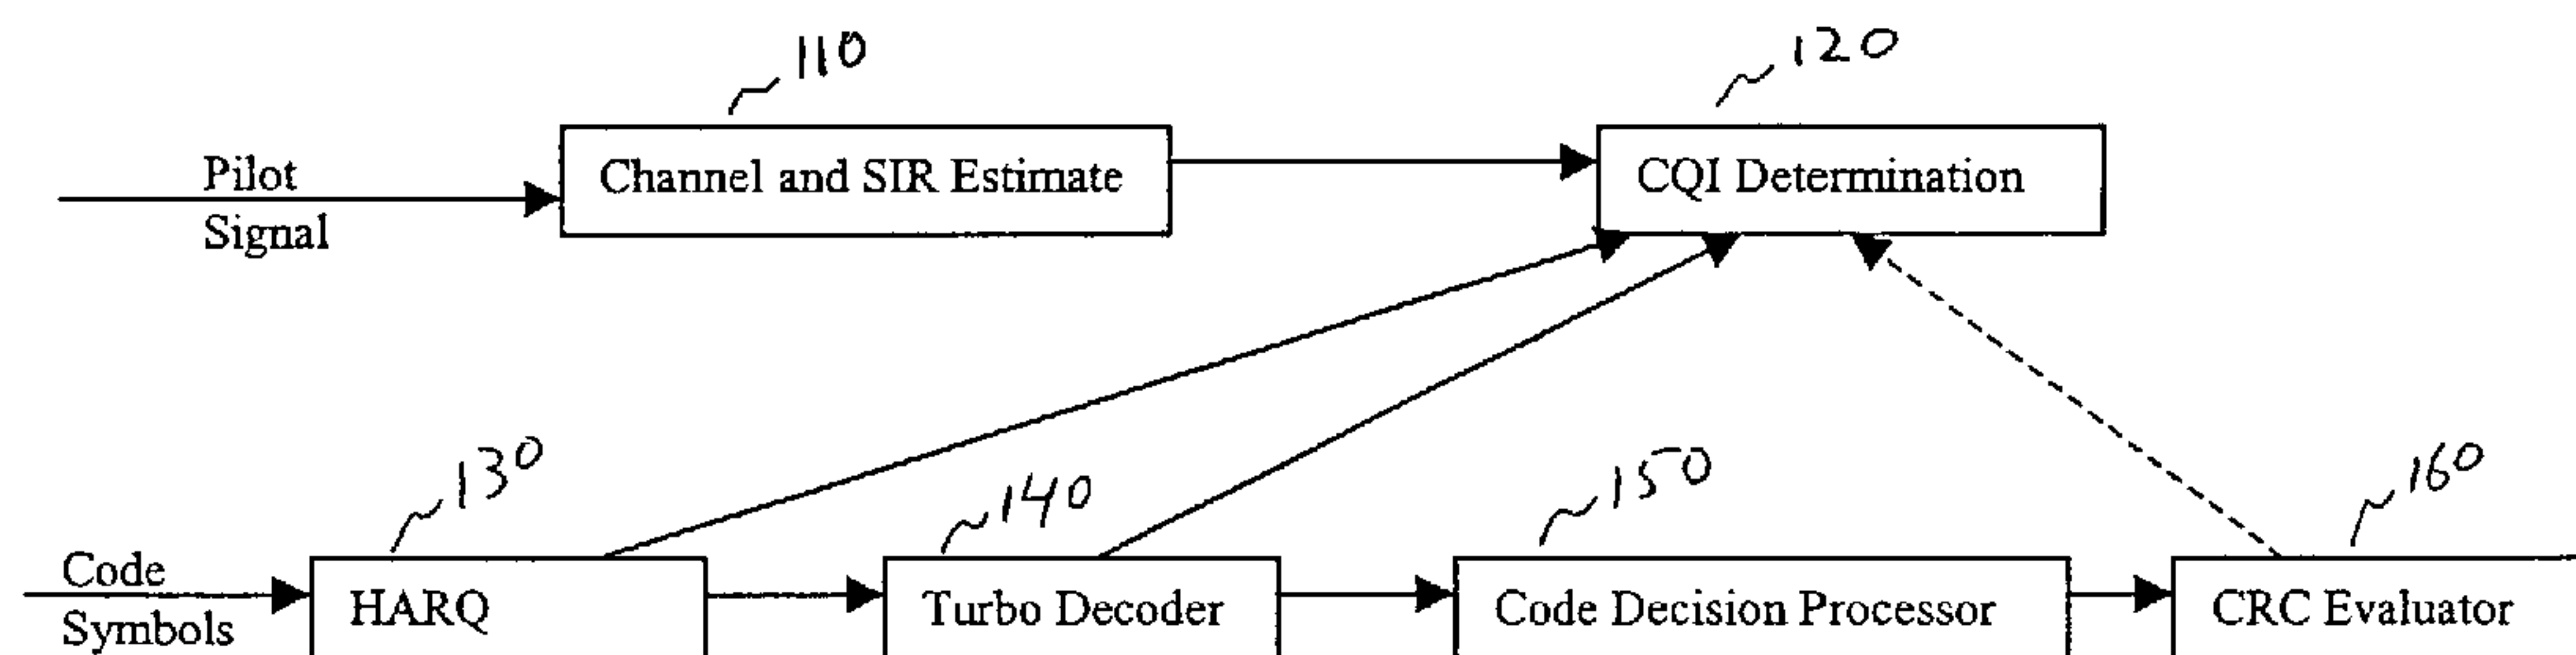 110
120
Pilot
Signal
Channel and SIR Estimate
CQI Determination
130
140
150
160
Code
Symbols
HARQ
Turbo Decoder
Code Decision Processor
CRC Evaluator